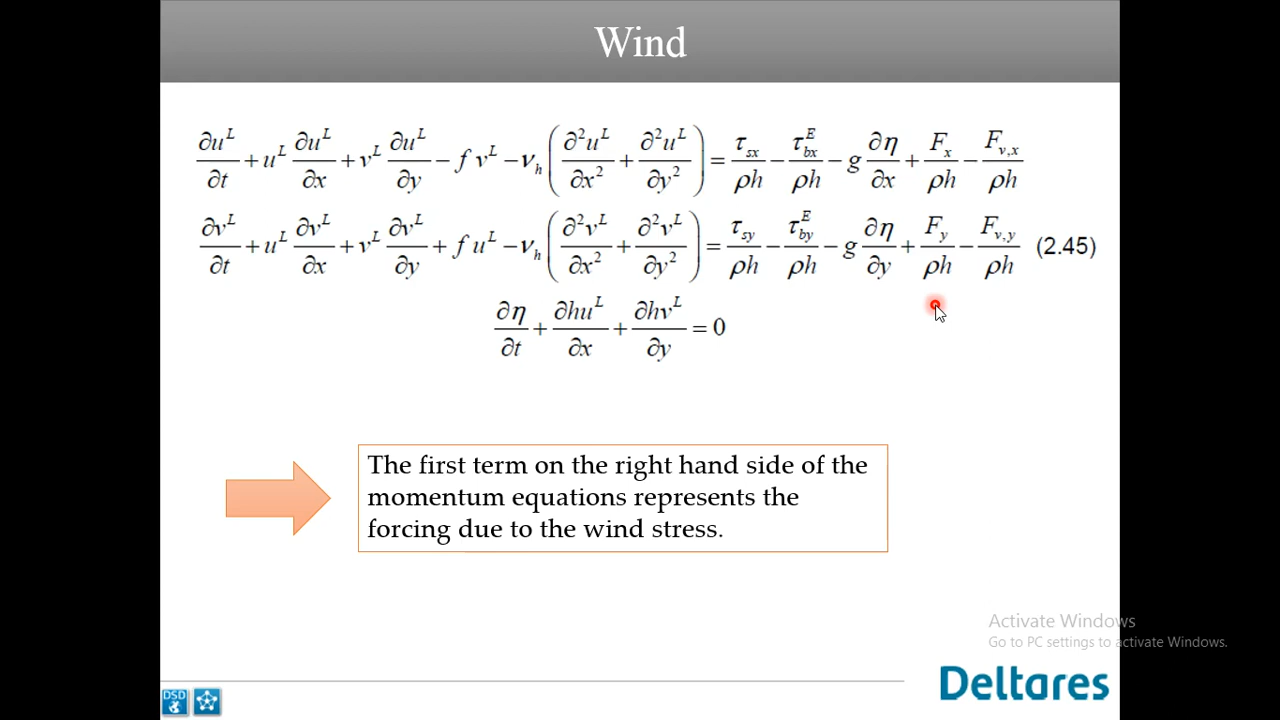 Wind
∂u^L/∂t + u^L ∂u^L/∂x + v^L ∂u^L/∂y − f v^L − ν_h (∂²u^L/∂x² + ∂²u^L/∂y²) = τ_sx/ρh − τ_bx^E/ρh − g ∂η/∂x + F_x/ρh − F_v,x/ρh
∂v^L/∂t + u^L ∂v^L/∂x + v^L ∂v^L/∂y + f u^L − ν_h (∂²v^L/∂x² + ∂²v^L/∂y²) = τ_sy/ρh − τ_by^E/ρh − g ∂η/∂y + F_y/ρh − F_v,y/ρh (2.45)
∂η/∂t + ∂hu^L/∂x + ∂hv^L/∂y = 0
The first term on the right hand side of the
momentum equations represents the
forcing due to the wind stress.
Activate Windows
Go to PC settings to activate Windows.
Deltares
DSD